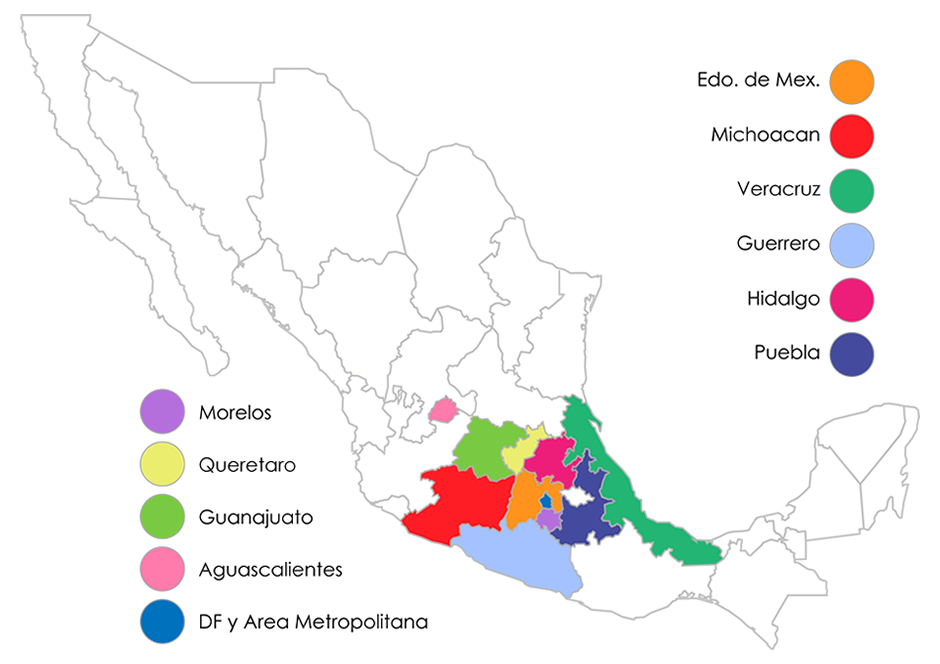 Edo. de Mex.
Michoacan
Veracruz
Guerrero
Hidalgo
Puebla
Morelos
Queretaro
Guanajuato
Aguascalientes
DF y Area Metropolitana